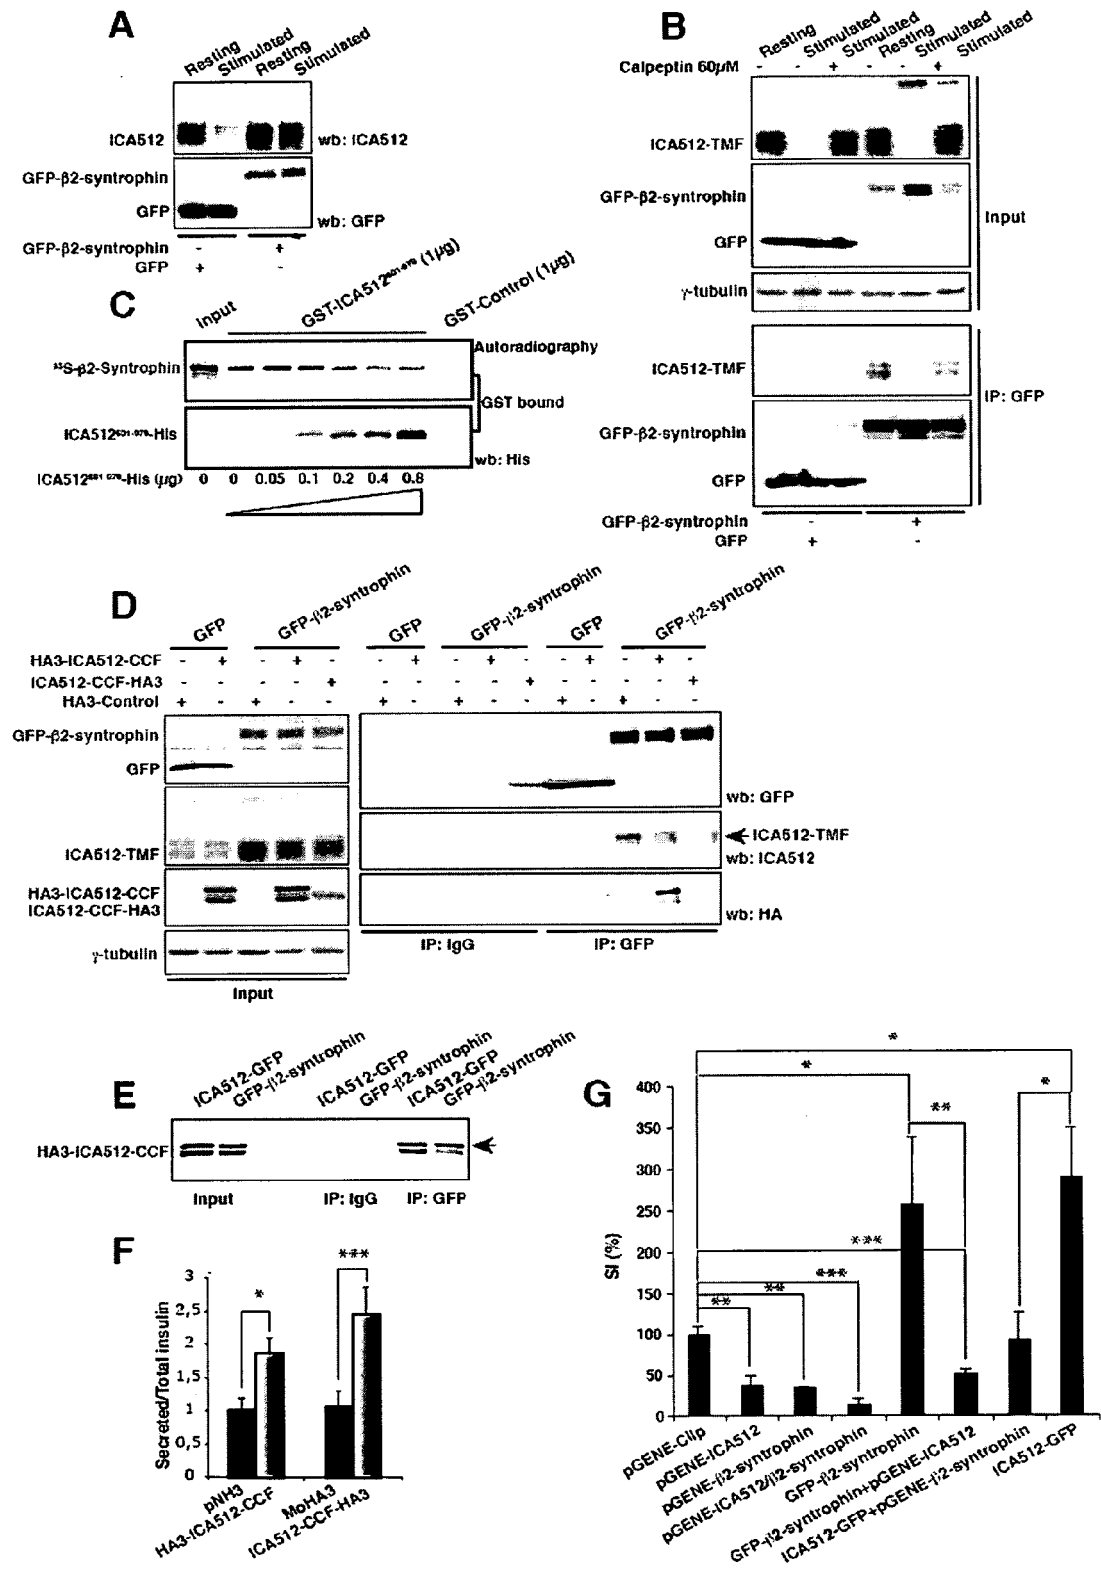 A
Resting
Stimulated
Resting
Stimulated
ICA512
wb: ICA512
GFP-β2-syntrophin
GFP
wb: GFP
GFP-β2-syntrophin - +
GFP + -
B
Resting
Stimulated
Stimulated
Resting
Stimulated
Stimulated
Calpeptin 60μM - - + - - +
ICA512-TMF
GFP-β2-syntrophin
GFP
γ-tubulin
Input
ICA512-TMF
GFP-β2-syntrophin
GFP
IP: GFP
GFP-β2-syntrophin - +
GFP + -
C
Input
GST-ICA512 (1μg)
GST-Control (1μg)
Autoradiography
³⁵S-β2-Syntrophin
GST bound
-His
wb: His
-His (μg) 0 0 0.05 0.1 0.2 0.4 0.8
D
GFP
GFP-β2-syntrophin
GFP
GFP-β2-syntrophin
GFP
GFP-β2-syntrophin
HA3-ICA512-CCF - + - + - - + - + - - + - + -
ICA512-CCF-HA3 - - - - + - - - - + - - - - +
HA3-Control + - + - - + - + - - + - + - -
GFP-β2-syntrophin
GFP
wb: GFP
ICA512-TMF
ICA512-TMF
wb: ICA512
HA3-ICA512-CCF
ICA512-CCF-HA3
wb: HA
γ-tubulin
IP: IgG
IP: GFP
Input
E
ICA512-GFP
GFP-β2-syntrophin
ICA512-GFP
GFP-β2-syntrophin
ICA512-GFP
GFP-β2-syntrophin
HA3-ICA512-CCF
Input
IP: IgG
IP: GFP
F
Secreted/Total insulin
3
2,5
2
1,5
1
0,5
0
*
***
pNH3
HA3-ICA512-CCF
MoHA3
ICA512-CCF-HA3
G
SI (%)
400
350
300
250
200
150
100
50
0
*
*
**
*
***
***
**
**
pGENE-Clip
pGENE-ICA512
pGENE-β2-syntrophin
pGENE-ICA512/β2-syntrophin
GFP-β2-syntrophin
GFP-β2-syntrophin+pGENE-ICA512
ICA512-GFP+pGENE-β2-syntrophin
ICA512-GFP